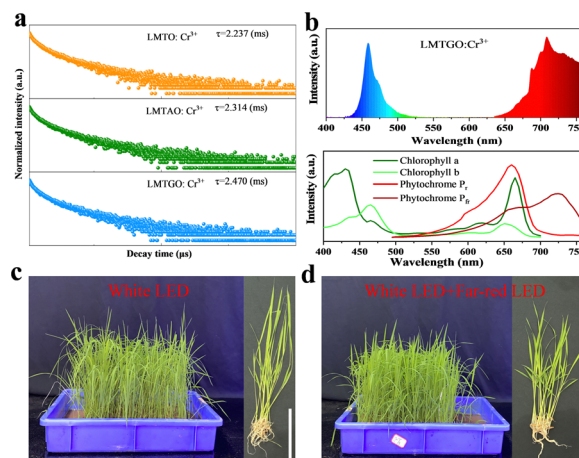 a
LMTO: Cr³⁺ τ=2.237 (ms)
LMTAO: Cr³⁺ τ=2.314 (ms)
LMTGO: Cr³⁺ τ=2.470 (ms)
Normalized intensity (a.u.)
Decay time (μs)
b
LMTGO:Cr³⁺
Intensity (a.u.)
400 450 500 550 600 650 700 750
Wavelength (nm)
Chlorophyll a
Chlorophyll b
Phytochrome Pr
Phytochrome Pfr
Intensity (a.u.)
400 450 500 550 600 650 700 750
Wavelength (nm)
c
White LED
d
White LED+Far-red LED